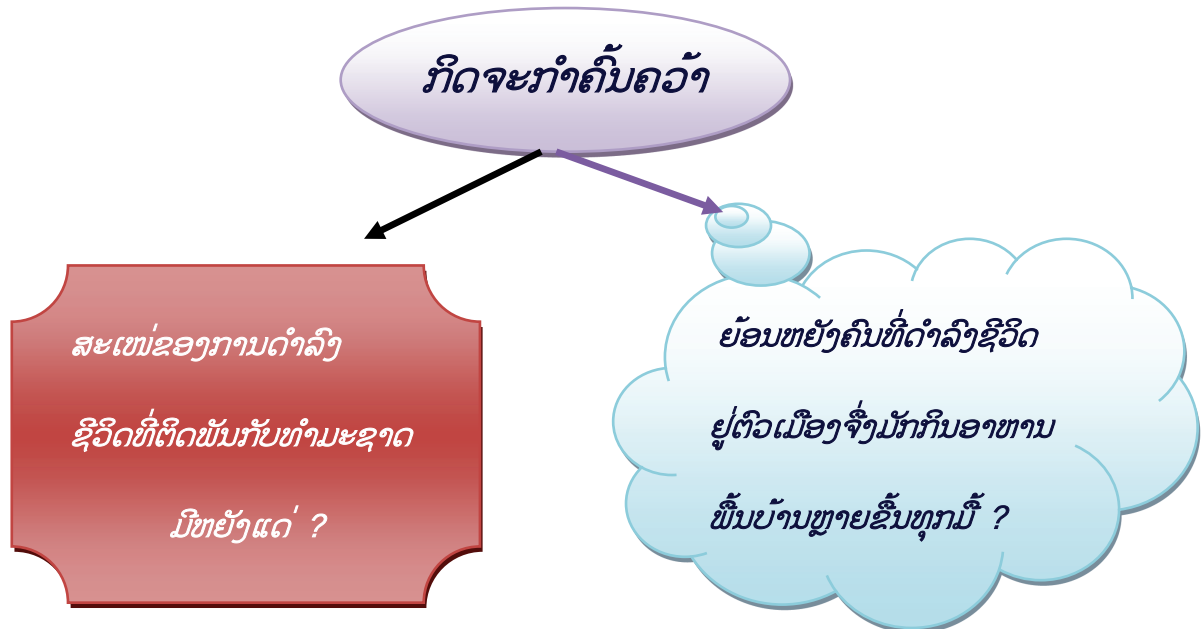 ກິດຈະກຳຄົ້ນຄວ້າ
ສະເໜ່ຂອງການດຳລົງ
ຊີວິດທີ່ຕິດພັນກັບທຳມະຊາດ
ມີຫຍັງແດ່ ?
ຍ້ອນຫຍັງຄົນທີ່ດຳລົງຊີວິດ
ຢູ່ຕົວເມືອງຈຶ່ງມັກກິນອາຫານ
ພື້ນບ້ານຫຼາຍຂຶ້ນທຸກມື້ ?